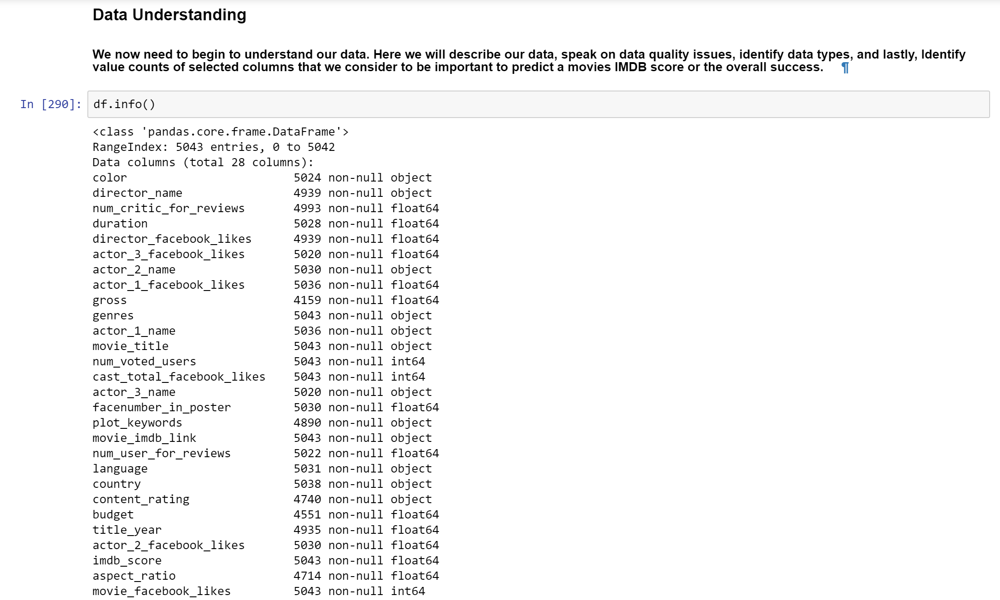 Data Understanding
We now need to begin to understand our data. Here we will describe our data, speak on data quality issues, identify data types, and lastly, Identify
value counts of selected columns that we consider to be important to predict a movies IMDB score or the overall success. ¶
In [290]: df.info()
<class 'pandas.core.frame.DataFrame'>
RangeIndex: 5043 entries, 0 to 5042
Data columns (total 28 columns):
color                        5024 non-null object
director_name                4939 non-null object
num_critic_for_reviews       4993 non-null float64
duration                     5028 non-null float64
director_facebook_likes      4939 non-null float64
actor_3_facebook_likes       5020 non-null float64
actor_2_name                 5030 non-null object
actor_1_facebook_likes       5036 non-null float64
gross                        4159 non-null float64
genres                       5043 non-null object
actor_1_name                 5036 non-null object
movie_title                  5043 non-null object
num_voted_users              5043 non-null int64
cast_total_facebook_likes    5043 non-null int64
actor_3_name                 5020 non-null object
facenumber_in_poster         5030 non-null float64
plot_keywords                4890 non-null object
movie_imdb_link              5043 non-null object
num_user_for_reviews         5022 non-null float64
language                     5031 non-null object
country                      5038 non-null object
content_rating               4740 non-null object
budget                       4551 non-null float64
title_year                   4935 non-null float64
actor_2_facebook_likes       5030 non-null float64
imdb_score                   5043 non-null float64
aspect_ratio                 4714 non-null float64
movie_facebook_likes         5043 non-null int64